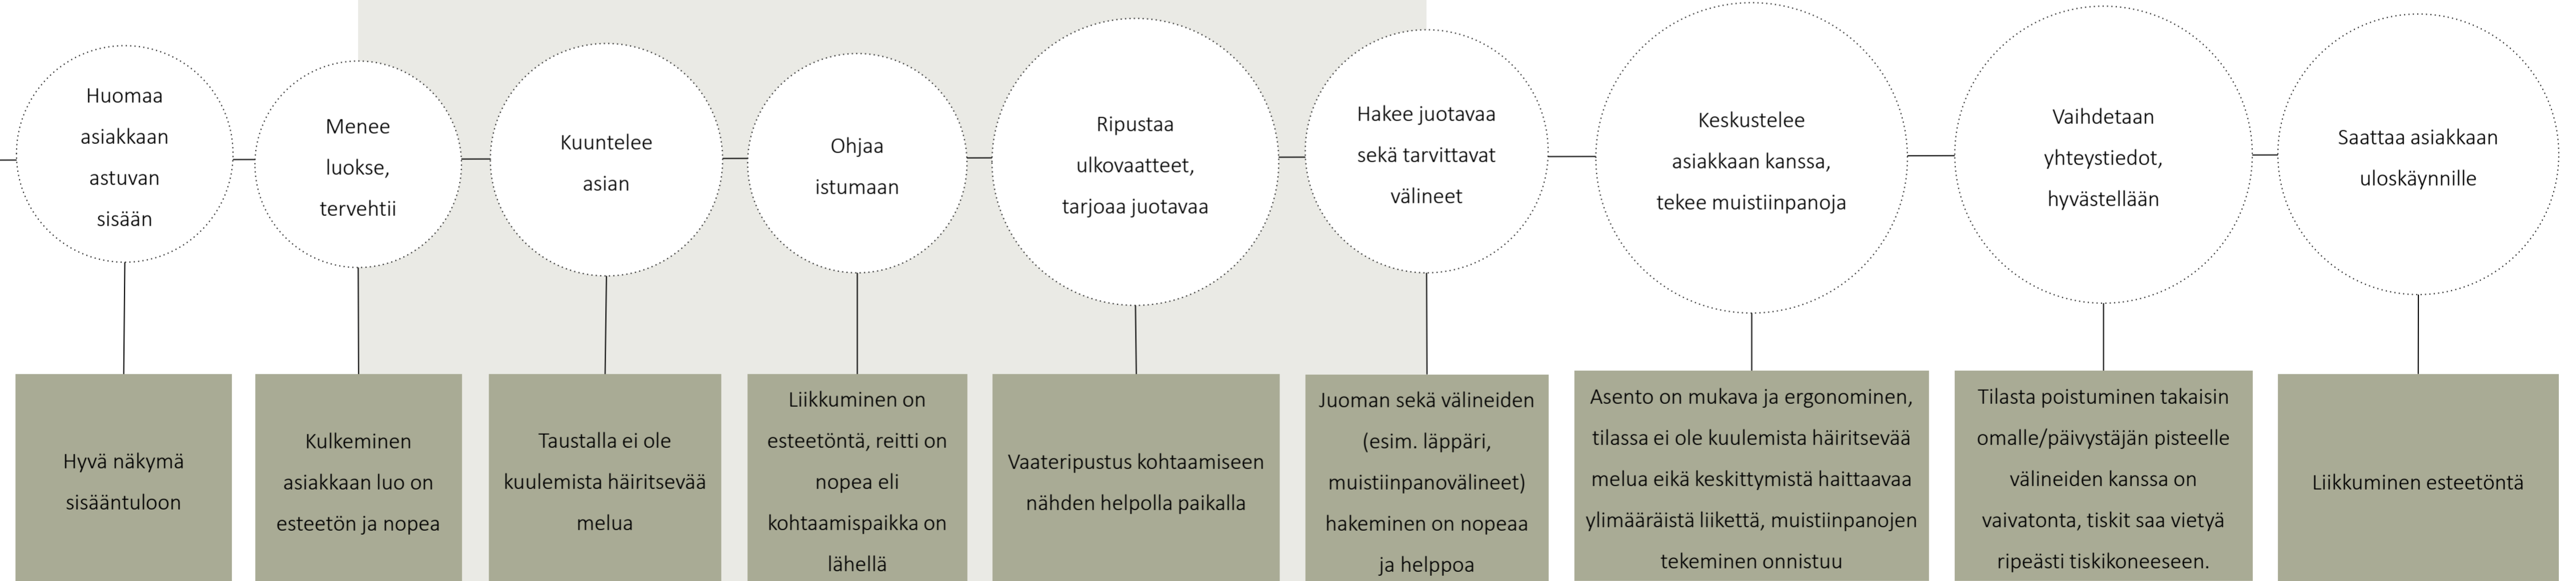 Huomaa
asiakkaan
astuvan
sisään
Menee
luokse,
tervehtii
Kuuntelee
asian
Ohjaa
istumaan
Ripustaa
ulkovaatteet,
tarjoaa juotavaa
Hakee juotavaa
sekä tarvittavat
välineet
Keskustelee
asiakkaan kanssa,
tekee muistiinpanoja
Vaihdetaan
yhteystiedot,
hyvästellään
Saattaa asiakkaan
uloskäynnille
Hyvä näkymä
sisääntuloon
Kulkeminen
asiakkaan luo on
esteetön ja nopea
Taustalla ei ole
kuulemista häiritsevää
melua
Liikkuminen on
esteetöntä, reitti on
nopea eli
kohtaamispaikka on
lähellä
Vaateripustus kohtaamiseen
nähden helpolla paikalla
Juoman sekä välineiden
(esim. läppäri,
muistiinpanovälineet)
hakeminen on nopeaa
ja helppoa
Asento on mukava ja ergonominen,
tilassa ei ole kuulemista häiritsevää
melua eikä keskittymistä haittaavaa
ylimääräistä liikettä, muistiinpanojen
tekeminen onnistuu
Tilasta poistuminen takaisin
omalle/päivystäjän pisteelle
välineiden kanssa on
vaivatonta, tiskit saa vietyä
ripeästi tiskikoneeseen.
Liikkuminen esteetöntä